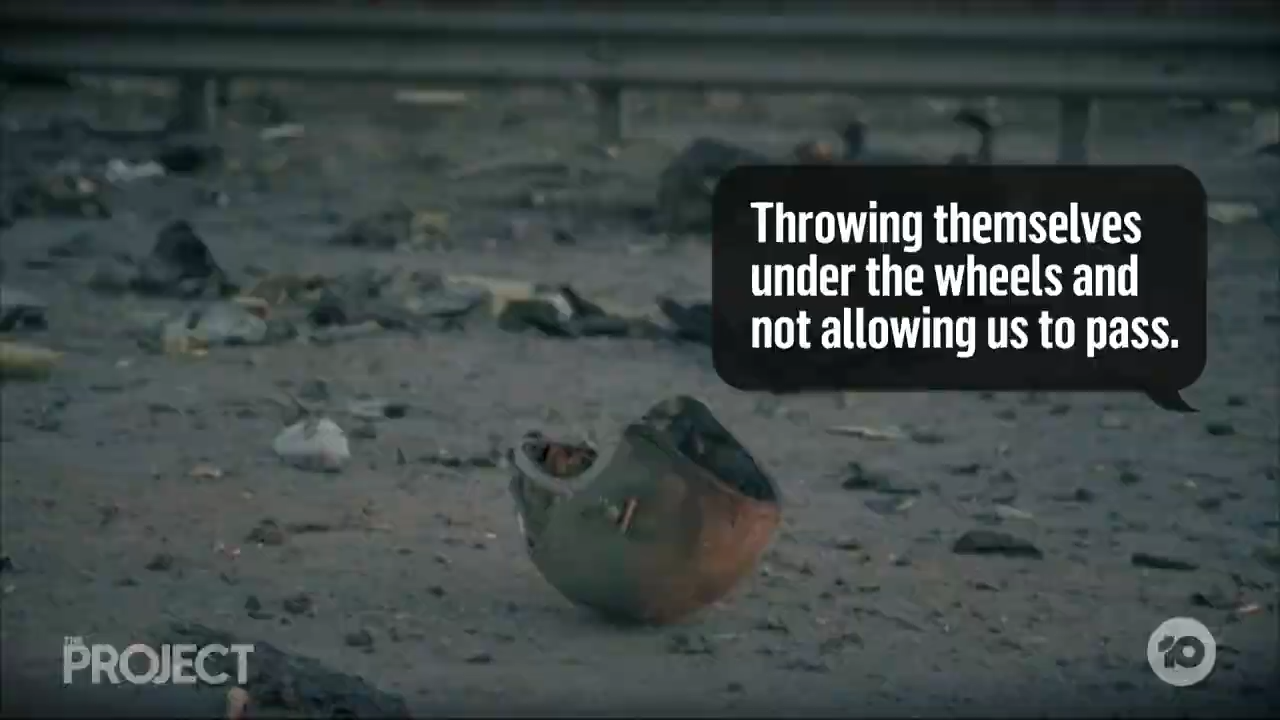 Throwing themselves
under the wheels and
not allowing us to pass.
THE
PROJECT
10